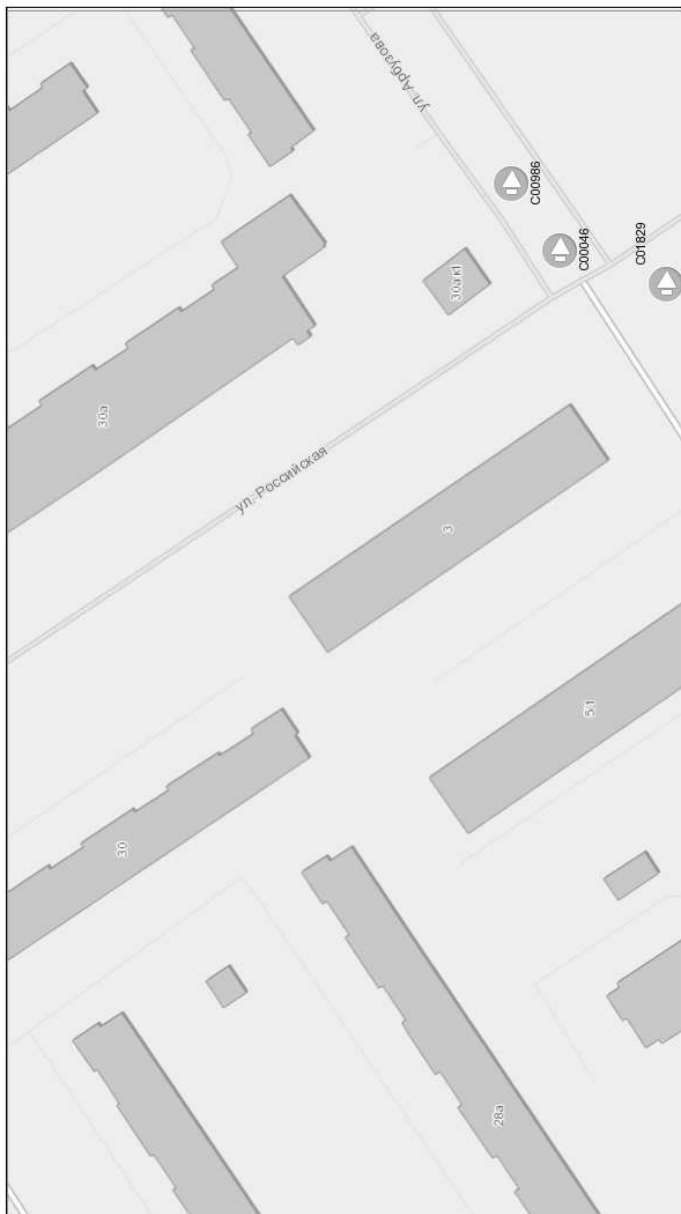 ул. Арбузова
C00986
C00046
C01829
30а к1
30а
ул. Российская
3
5/1
30
28а